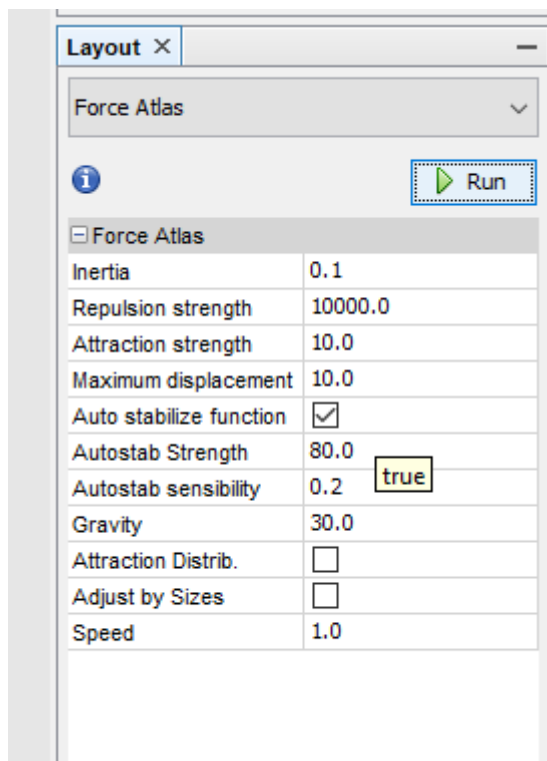 Layout
Force Atlas
Run
Force Atlas
Inertia 0.1
Repulsion strength 10000.0
Attraction strength 10.0
Maximum displacement 10.0
Auto stabilize function
Autostab Strength 80.0
true
Autostab sensibility 0.2
Gravity 30.0
Attraction Distrib.
Adjust by Sizes
Speed 1.0